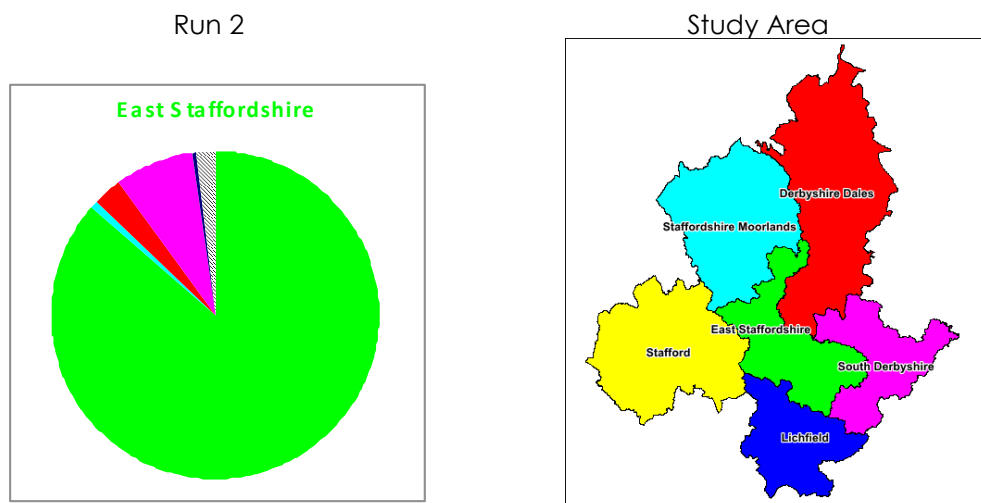 Run 2
Study Area
East Staffordshire
Derbyshire Dales
Staffordshire Moorlands
East Staffordshire
Stafford
South Derbyshire
Lichfield